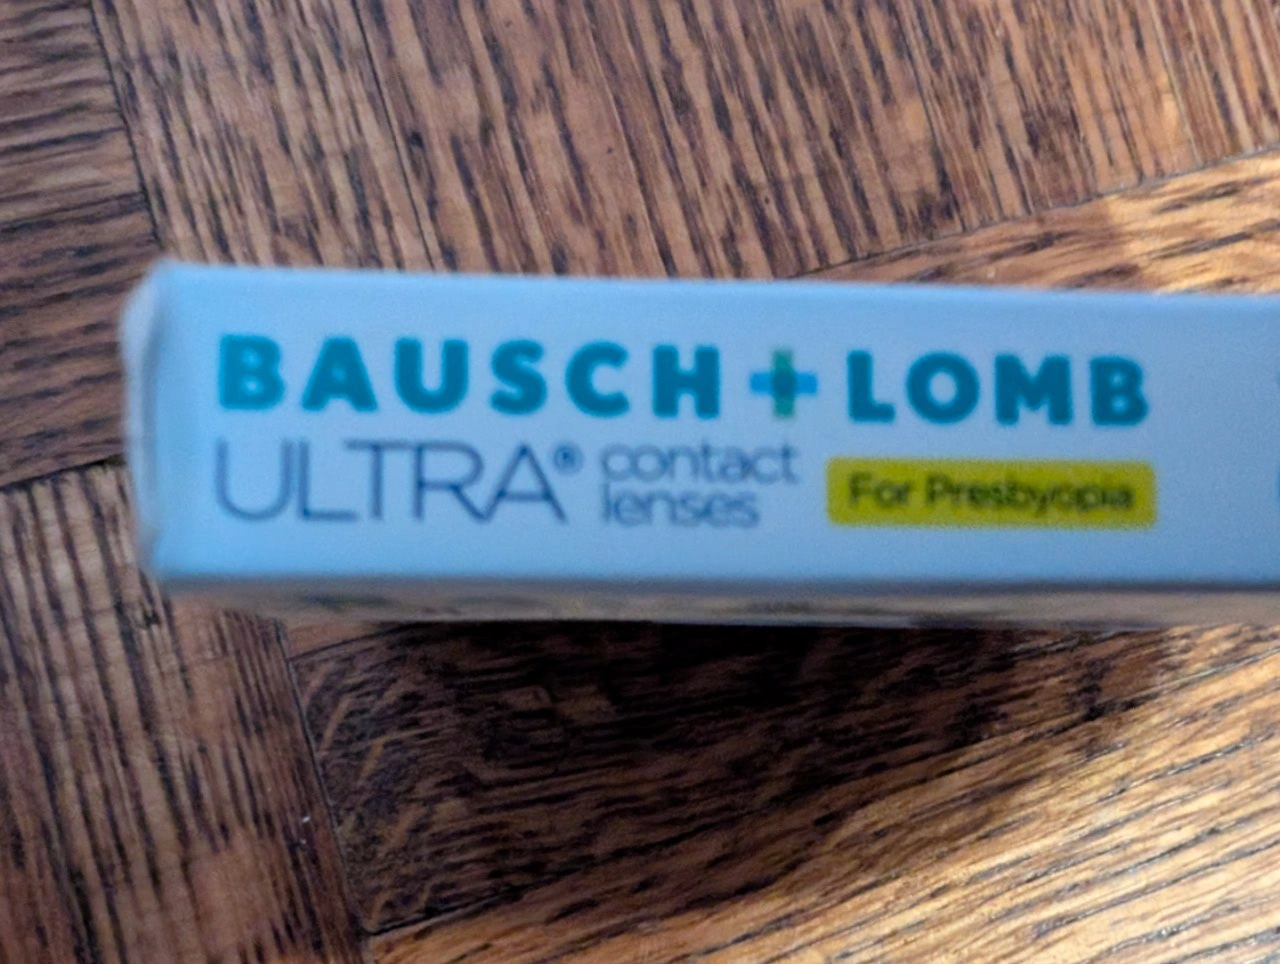 BAUSCH + LOMB
ULTRA® contact lenses
For Presbyopia